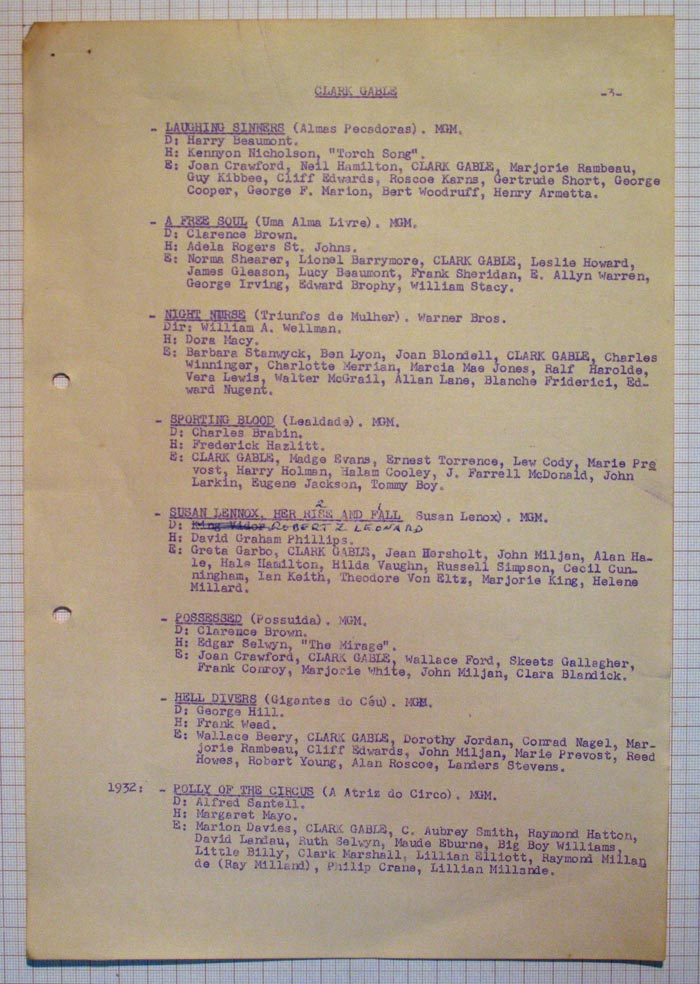 CLARK GABLE -3-
- LAUGHING SINNERS (Almas Pecadoras). MGM.
D: Harry Beaumont.
H: Kennyon Nicholson, "Torch Song".
E: Joan Crawford, Neil Hamilton, CLARK GABLE, Marjorie Rambeau,
Guy Kibbee, Cliff Edwards, Roscoe Karns, Gertrude Short, George
Cooper, George F. Marion, Bert Woodruff, Henry Armetta.
- A FREE SOUL (Uma Alma Livre). MGM.
D: Clarence Brown.
H: Adela Rogers St. Johns.
E: Norma Shearer, Lionel Barrymore, CLARK GABLE, Leslie Howard,
James Gleason, Lucy Beaumont, Frank Sheridan, E. Allyn Warren,
George Irving, Edward Brophy, William Stacy.
- NIGHT NURSE (Triunfos de Mulher). Warner Bros.
Dir: William A. Wellman.
H: Dora Macy.
E: Barbara Stanwyck, Ben Lyon, Joan Blondell, CLARK GABLE, Charles
Winninger, Charlotte Merrian, Marcia Mae Jones, Ralf Harolde,
Vera Lewis, Walter McGrail, Allan Lane, Blanche Friderici, Ed-
ward Nugent.
- SPORTING BLOOD (Lealdade). MGM.
D: Charles Brabin.
H: Frederick Hazlitt.
E: CLARK GABLE, Madge Evans, Ernest Torrence, Lew Cody, Marie Pre
vost, Harry Holman, Halam Cooley, J. Farrell McDonald, John
Larkin, Eugene Jackson, Tommy Boy.
- SUSAN LENNOX, HER RISE AND FALL Susan Lenox). MGM.
D: King Vidor ROBERT Z LEONARD
H: David Graham Phillips.
E: Greta Garbo, CLARK GABLE, Jean Hersholt, John Miljan, Alan Ha-
le, Hale Hamilton, Hilda Vaughn, Russell Simpson, Cecil Cun-
ningham, Ian Keith, Theodore Von Eltz, Marjorie King, Helene
Millard.
- POSSESSED (Possuida). MGM.
D: Clarence Brown.
H: Edgar Selwyn, "The Mirage".
E: Joan Crawford, CLARK GABLE, Wallace Ford, Skeets Gallagher,
Frank Conroy, Marjorie White, John Miljan, Clara Blandick.
- HELL DIVERS (Gigantes do Céu). MGM.
D: George Hill.
H: Frank Wead.
E: Wallace Beery, CLARK GABLE, Dorothy Jordan, Conrad Nagel, Mar-
jorie Rambeau, Cliff Edwards, John Miljan, Marie Prevost, Reed
Howes, Robert Young, Alan Roscoe, Landers Stevens.
1932: - POLLY OF THE CIRCUS (A Atriz do Circo). MGM.
D: Alfred Santell.
H: Margaret Mayo.
E: Marion Davies, CLARK GABLE, C. Aubrey Smith, Raymond Hatton,
David Landau, Ruth Selwyn, Maude Eburne, Big Boy Williams,
Little Billy, Clark Marshall, Lillian Elliott, Raymond Millan
de (Ray Milland), Philip Crane, Lillian Millande.